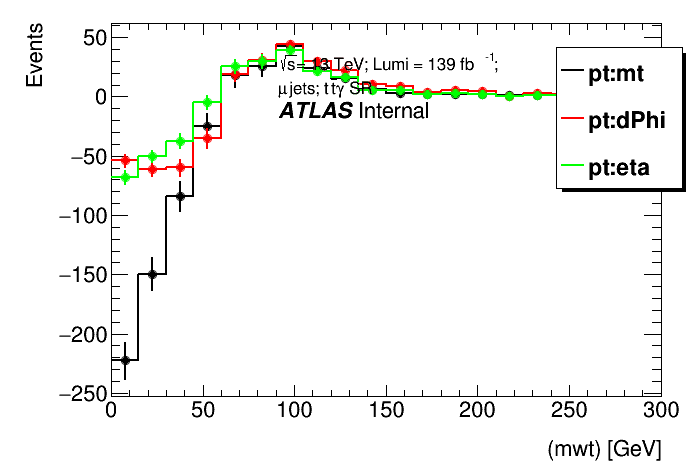 Events
50
0
−50
−100
−150
−200
−250
0 50 100 150 200 250 300
(mwt) [GeV]
√s= 13 TeV; Lumi = 139 fb⁻¹;
μjets; ttγ SR
ATLAS Internal
pt:mt
pt:dPhi
pt:eta